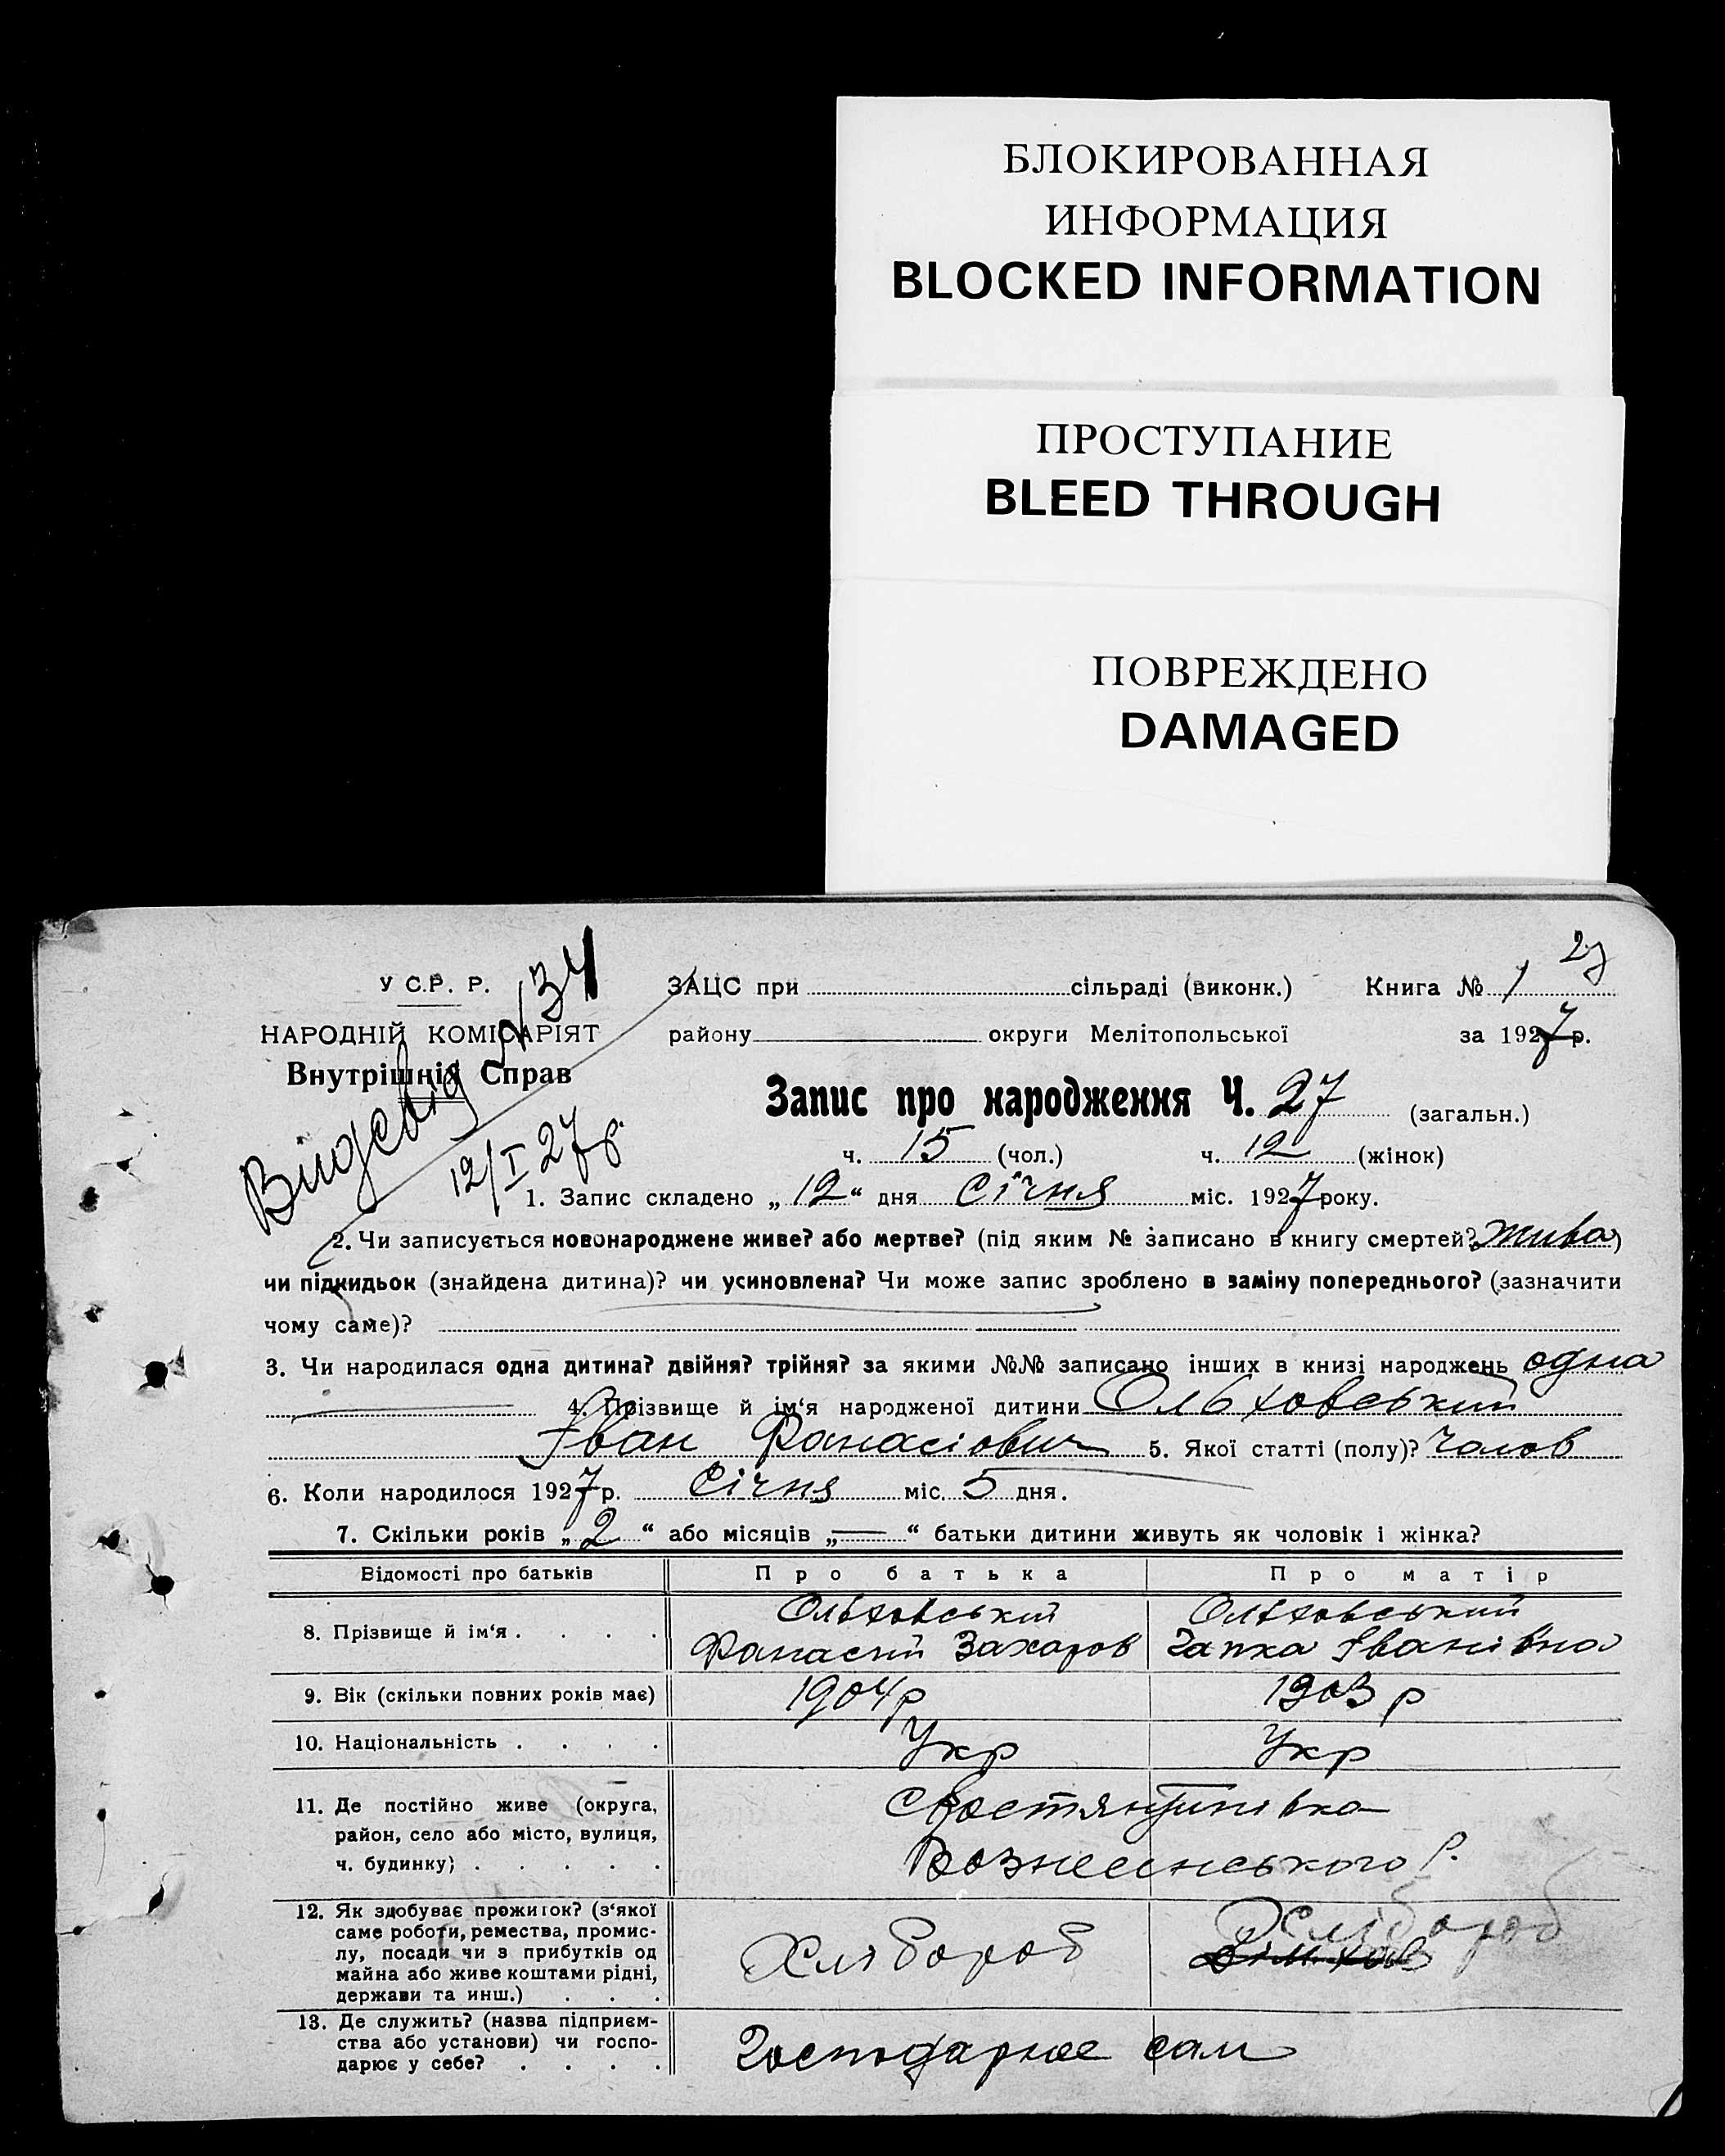 БЛОКИРОВАННАЯ
ИНФОРМАЦИЯ
BLOCKED INFORMATION
ПРОСТУПАНИЕ
BLEED THROUGH
ПОВРЕЖДЕНО
DAMAGED
27
У С.Р. Р.
НАРОДНІЙ КОМІСАРІЯТ
Внутрішніх Справ
№ 134
12/I 27 р.
ЗАЦС при сільраді (виконк.) Книга № 1
району округи Мелітопольської за 1927 р.
Запис про народження Ч. 27 (загальн.)
ч. 15 (чол.) ч. 12 (жінок)
1. Запис складено „ 12 “ дня Січня міс. 1927 року.
2. Чи записується новонароджене живе? або мертве? (під яким № записано в книгу смертей? жива)
чи підкидьок (знайдена дитина)? чи усиновлена? Чи може запис зроблено в заміну попереднього? (зазначити
чому саме)?
3. Чи народилася одна дитина? двійня? трійня? за якими №№ записано інших в книзі народжень одна
4. Прізвище й ім‘я народженої дитини Ольховський
Іван Фанасіович 5. Якої статті (полу)? Чолов
6. Коли народилось 1927 р. Січня міс. 5 дня.
7. Скільки років „ 2 “ або місяців „ — “ батьки дитини живуть як чоловік і жінка?
Відомості про батьків Про батька Про матір
8. Прізвище й ім‘я . . . . Ольховський Ольховський
Фанасій Захаров Гапка Іванівна
9. Вік (скільки повних років має) 1904 р 1903 р
10. Національність . . . . Укр Укр
11. Де постійно живе (округа,
район, село або місто, вулиця,
ч. будинку) . . . . .
Вознесенського Р.
12. Як здобуває прожиток? (з‘якої
саме роботи, ремества, промис-
лу, посади чи з прибутків од
майна або живе коштами рідні,
держави та инш.) . . .
Хлібороб Хлібороб
13. Де служить? (назва підприєм-
ства або установи) чи госпо-
дарює у себе? . . . .
Господарює сам